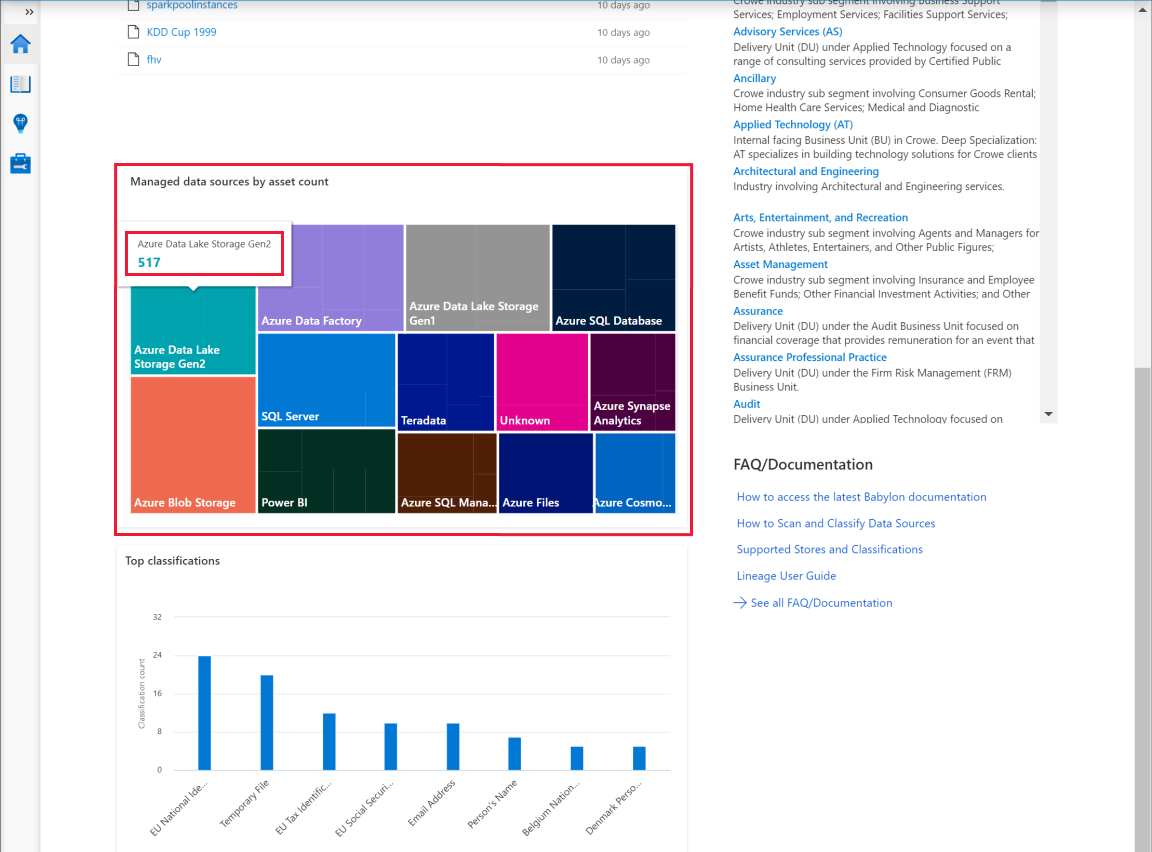 sparkpoolinstances
10 days ago
KDD Cup 1999
10 days ago
fhv
10 days ago
Managed data sources by asset count
Azure Data Lake Storage Gen2
517
Azure Data Factory
Azure Data Lake Storage
Gen1
Azure SQL Database
Azure Data Lake
Storage Gen2
SQL Server
Teradata
Unknown
Azure Synapse
Analytics
Azure Blob Storage
Power BI
Azure SQL Mana...
Azure Files
Azure Cosmo...
Top classifications
Classification count
32
24
16
8
0
EU National Ide...
Temporary File
EU Tax Identific...
EU Social Securi...
Email Address
Person's Name
Belgium Nation...
Denmark Perso...
Crowe industry sub segment involving Business Support
Services; Employment Services; Facilities Support Services;
Advisory Services (AS)
Delivery Unit (DU) under Applied Technology focused on a
range of consulting services provided by Certified Public
Ancillary
Crowe industry sub segment involving Consumer Goods Rental;
Home Health Care Services; Medical and Diagnostic
Applied Technology (AT)
Internal facing Business Unit (BU) in Crowe. Deep Specialization:
AT specializes in building technology solutions for Crowe clients
Architectural and Engineering
Industry involving Architectural and Engineering services.
Arts, Entertainment, and Recreation
Crowe industry sub segment involving Agents and Managers for
Artists, Athletes, Entertainers, and Other Public Figures;
Asset Management
Crowe industry sub segment involving Insurance and Employee
Benefit Funds; Other Financial Investment Activities; and Other
Assurance
Delivery Unit (DU) under the Audit Business Unit focused on
financial coverage that provides remuneration for an event that
Assurance Professional Practice
Delivery Unit (DU) under the Firm Risk Management (FRM)
Business Unit.
Audit
Delivery Unit (DU) under Applied Technology focused on
FAQ/Documentation
How to access the latest Babylon documentation
How to Scan and Classify Data Sources
Supported Stores and Classifications
Lineage User Guide
See all FAQ/Documentation